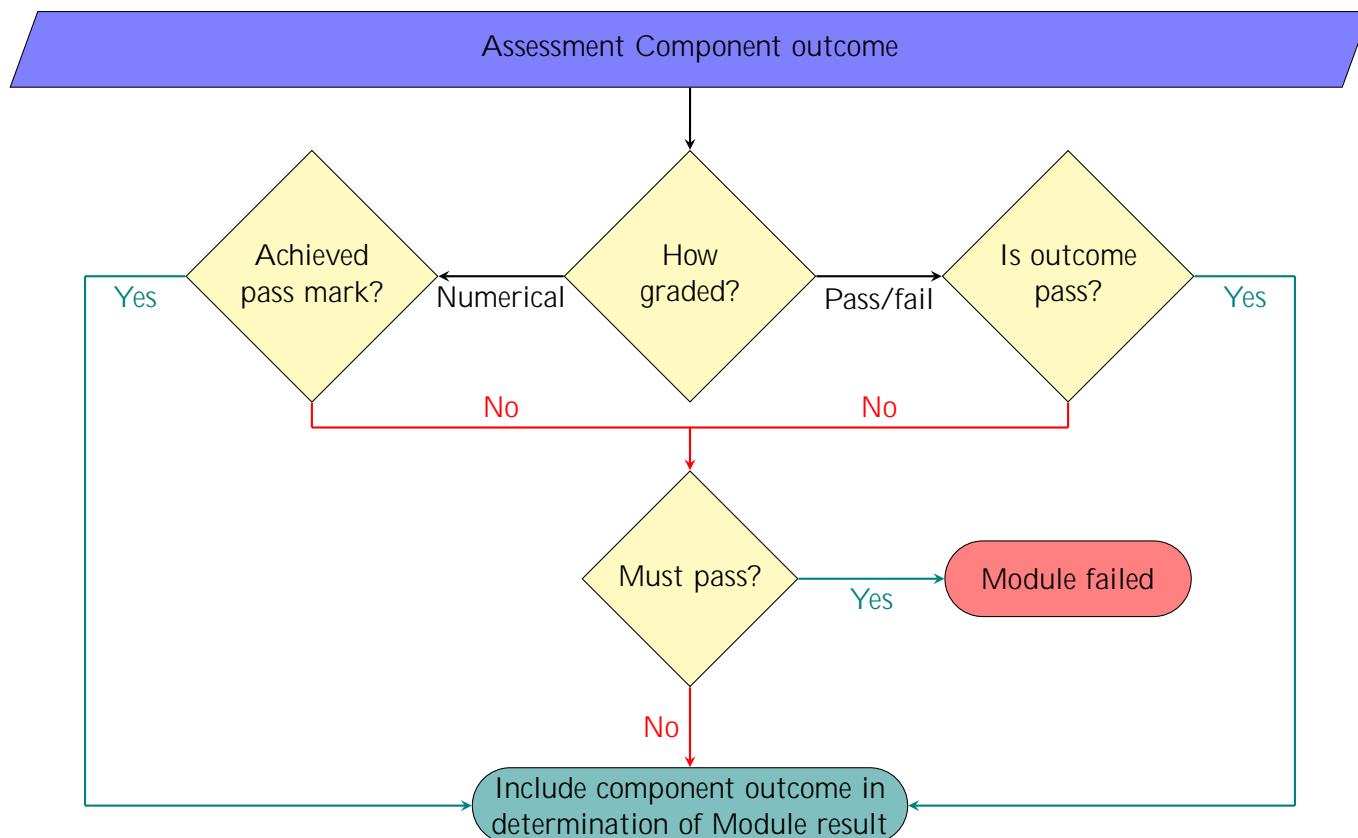 Assessment Component outcome
Achieved
pass mark?
How
graded?
Is outcome
pass?
Yes
Numerical
Pass/fail
Yes
No
No
Must pass?
Yes
Module failed
No
Include component outcome in
determination of Module result